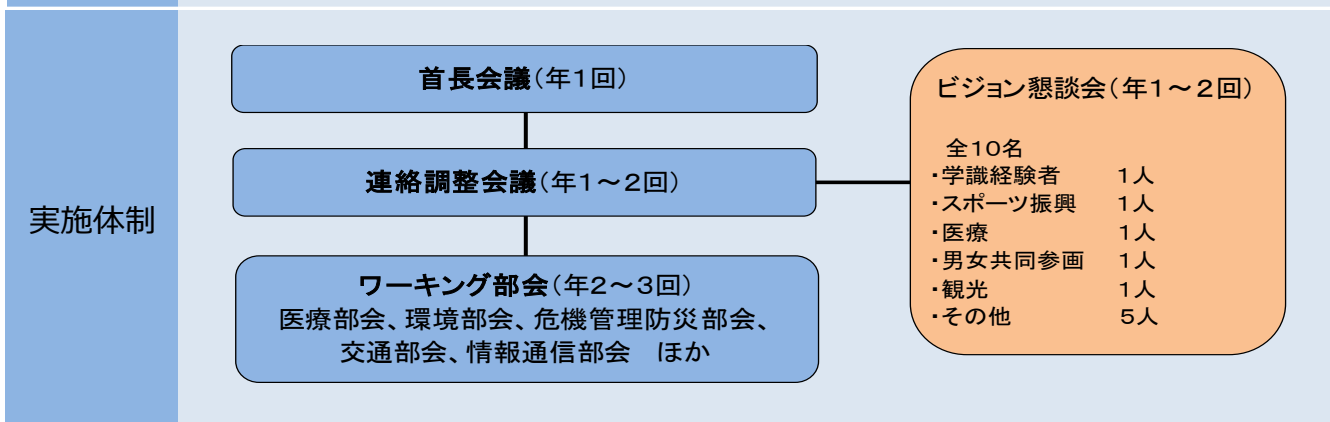 実施体制
首長会議(年1回)
連絡調整会議(年1～2回)
ワーキング部会(年2～3回)
医療部会、環境部会、危機管理防災部会、
交通部会、情報通信部会　ほか
ビジョン懇談会(年1～2回)
全10名
・学識経験者　1人
・スポーツ振興　1人
・医療　1人
・男女共同参画　1人
・観光　1人
・その他　5人